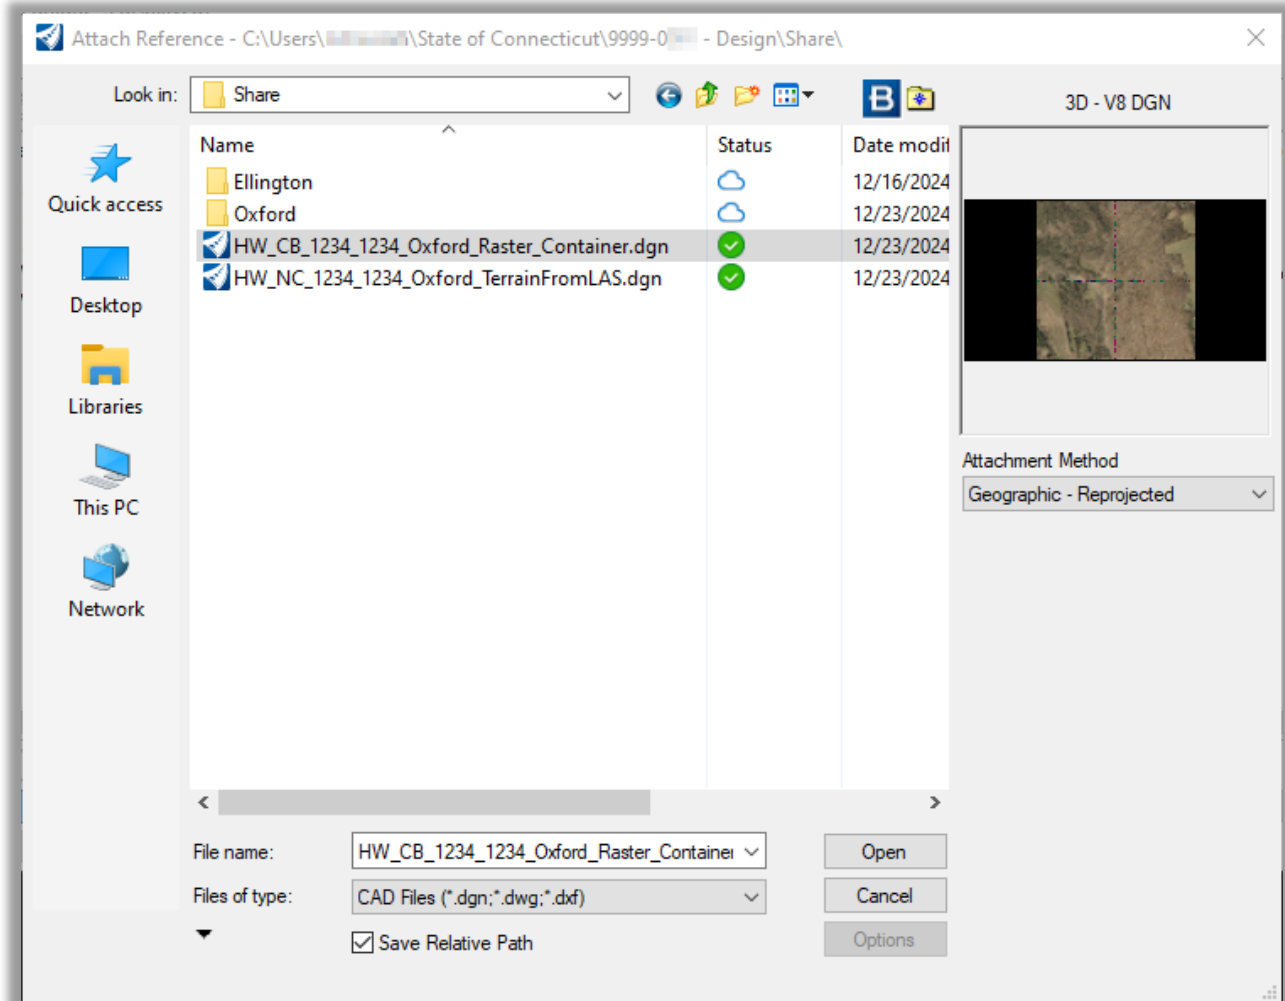 Attach Reference - C:\Users\ \State of Connecticut\9999-0 - Design\Share\
Look in: Share
B
3D - V8 DGN
Name Status Date modif
Ellington 12/16/2024
Oxford 12/23/2024
HW_CB_1234_1234_Oxford_Raster_Container.dgn 12/23/2024
HW_NC_1234_1234_Oxford_TerrainFromLAS.dgn 12/23/2024
Quick access
Desktop
Libraries
This PC
Network
Attachment Method
Geographic - Reprojected
File name: HW_CB_1234_1234_Oxford_Raster_Container Open
Files of type: CAD Files (*.dgn;*.dwg;*.dxf) Cancel
Save Relative Path Options